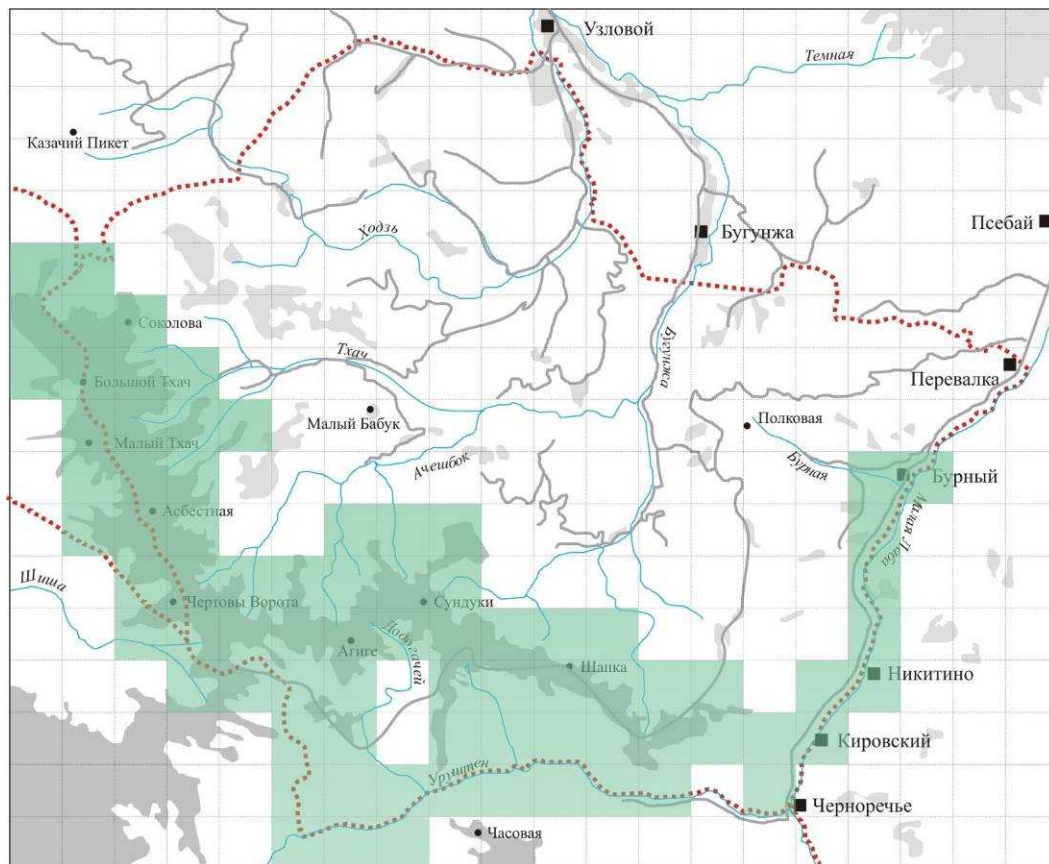 Узловой
Темная
Казачий Пикет
Псебай
Бугунжа
Ходзь
Соколова
Тхач
Бугунжа
Большой Тхач
Перевалка
Малый Бабук
Полковая
Малый Тхач
Ачешбок
Бурная
Бурный
Асбестная
Малая Лаба
Шиша
Чертовы Ворота
Сундуки
Агиге
Додогачей
Шапка
Никитино
Кировский
Уруштен
Черноречье
Часовая